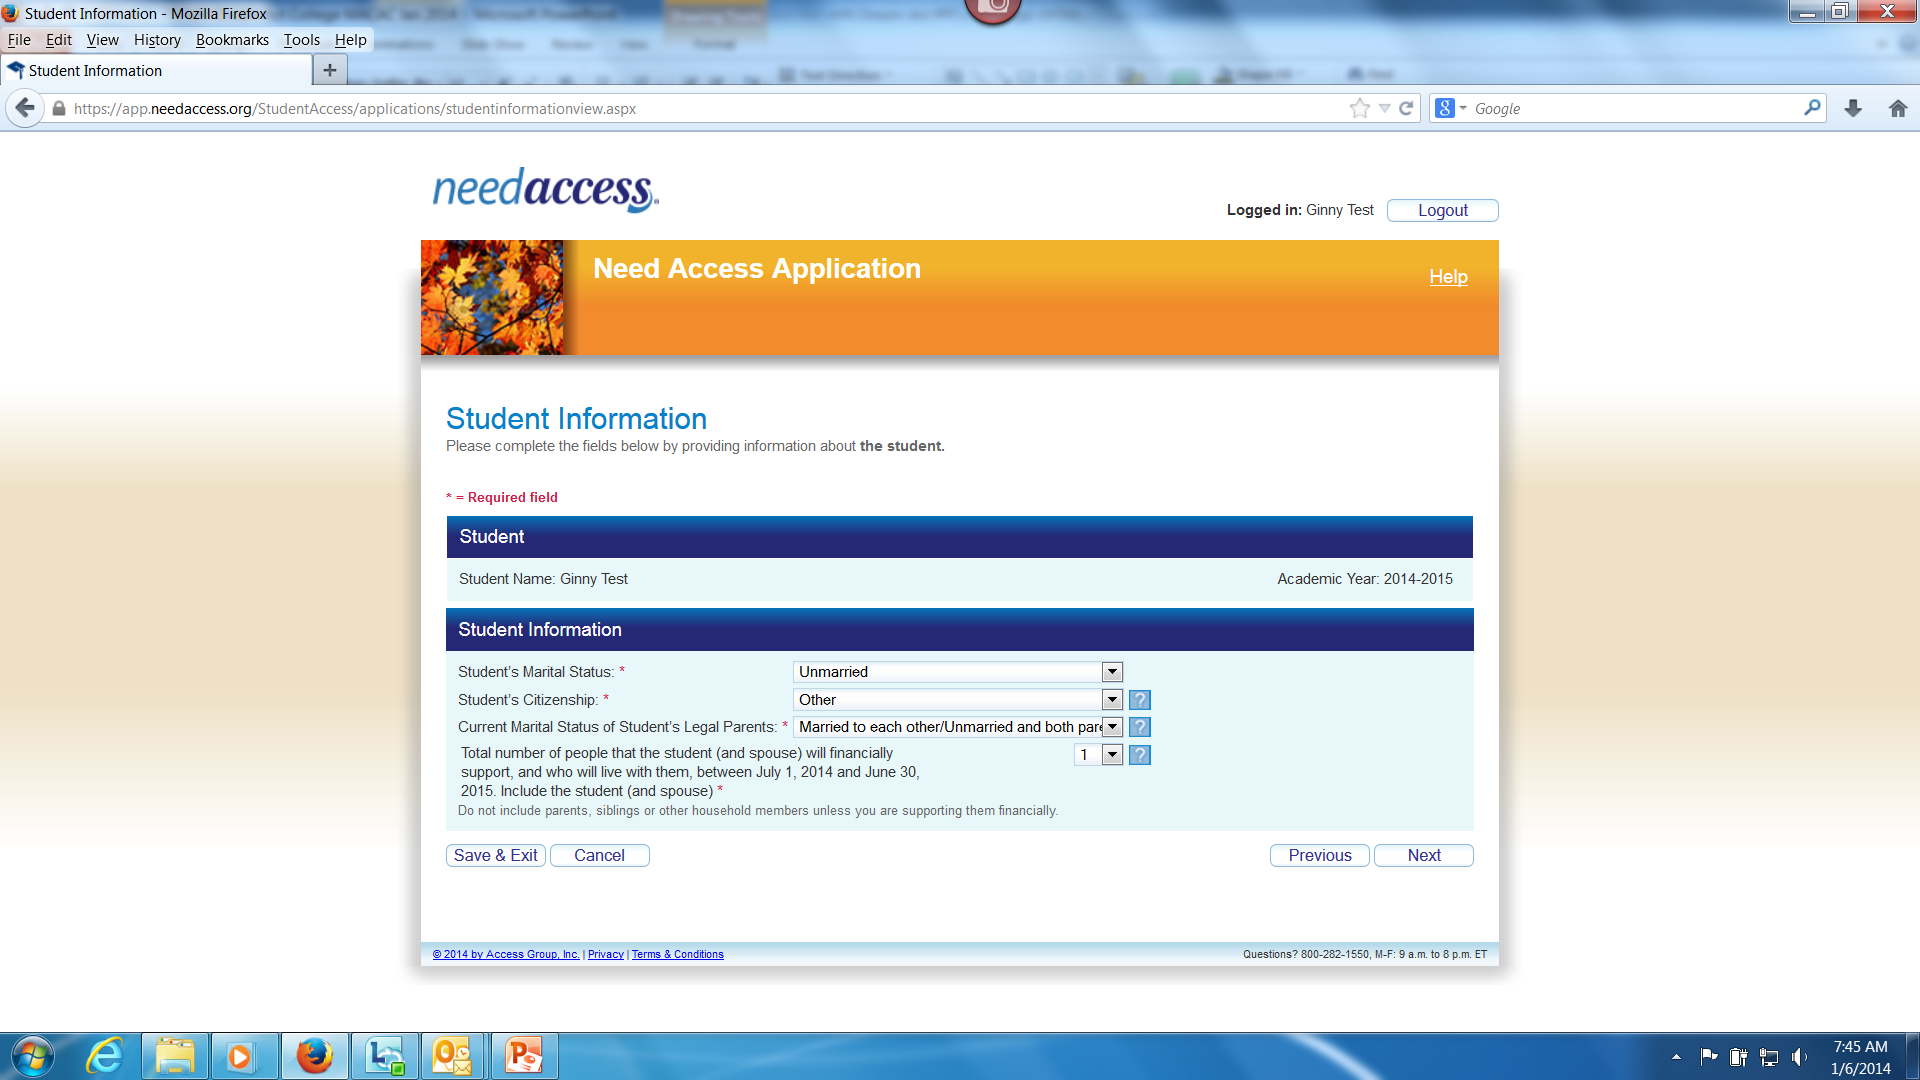 Student Information - Mozilla Firefox
File Edit View History Bookmarks Tools Help
Student Information
https://app.needaccess.org/StudentAccess/applications/studentinformationview.aspx
Google
needaccess
Logged in: Ginny Test Logout
Need Access Application
Help
Student Information
Please complete the fields below by providing information about the student.
* = Required field
Student
Student Name: Ginny Test Academic Year: 2014-2015
Student Information
Student's Marital Status: * Unmarried
Student's Citizenship: * Other ?
Current Marital Status of Student's Legal Parents: * Married to each other/Unmarried and both pare ?
Total number of people that the student (and spouse) will financially 1 ?
support, and who will live with them, between July 1, 2014 and June 30,
2015. Include the student (and spouse) *
Do not include parents, siblings or other household members unless you are supporting them financially.
Save & Exit Cancel Previous Next
© 2014 by Access Group, Inc. | Privacy | Terms & Conditions Questions? 800-282-1550, M-F: 9 a.m. to 8 p.m. ET
7:45 AM
1/6/2014